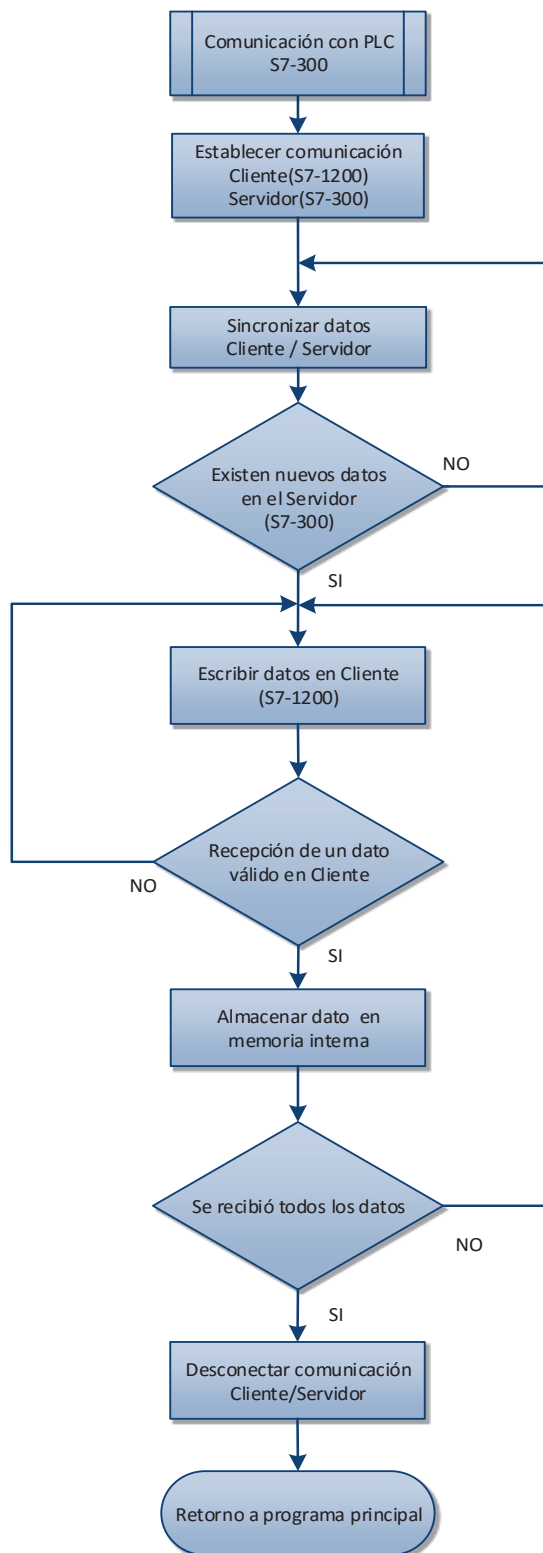 Comunicación con PLC
S7-300
Establecer comunicación
Cliente(S7-1200)
Servidor(S7-300)
Sincronizar datos
Cliente / Servidor
Existen nuevos datos
en el Servidor
(S7-300)
NO
SI
Escribir datos en Cliente
(S7-1200)
Recepción de un dato
válido en Cliente
NO
SI
Almacenar dato en
memoria interna
Se recibió todos los datos
NO
SI
Desconectar comunicación
Cliente/Servidor
Retorno a programa principal